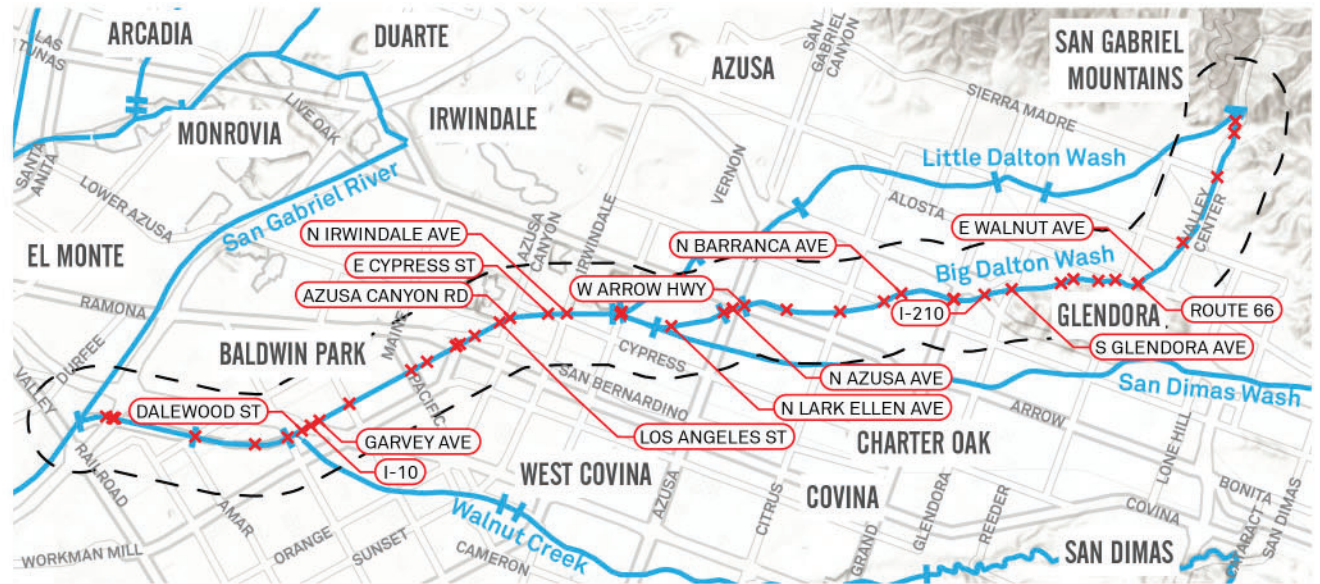 ARCADIA
DUARTE
LAS
TUNAS
SAN
GABRIEL
CANYON
AZUSA
SAN GABRIEL
MOUNTAINS
SIERRA MADRE
LIVE OAK
MONROVIA
IRWINDALE
SANTA
ANITA
LOWER AZUSA
San Gabriel River
VERNON
Little Dalton Wash
ALOSTA
VALLEY
CENTER
E WALNUT AVE
N IRWINDALE AVE
AZUSA
CANYON
IRWINDALE
N BARRANCA AVE
EL MONTE
E CYPRESS ST
Big Dalton Wash
W ARROW HWY
AZUSA CANYON RD
RAMONA
I-210
GLENDORA
ROUTE 66
MAINE
BALDWIN PARK
DURFEE
CYPRESS
S GLENDORA AVE
VALLEY
PACIFIC
SAN BERNARDINO
N AZUSA AVE
San Dimas Wash
DALEWOOD ST
N LARK ELLEN AVE
ARROW
GARVEY AVE
LOS ANGELES ST
CHARTER OAK
I-10
LONE HILL
RAILROAD
WEST COVINA
AZUSA
CITRUS
COVINA
GLENDORA
REEDER
COVINA
BONITA
AMAR
Walnut Creek
ORANGE
SUNSET
GRAND
CATARACT
SAN DIMAS
WORKMAN MILL
CAMERON
SAN DIMAS